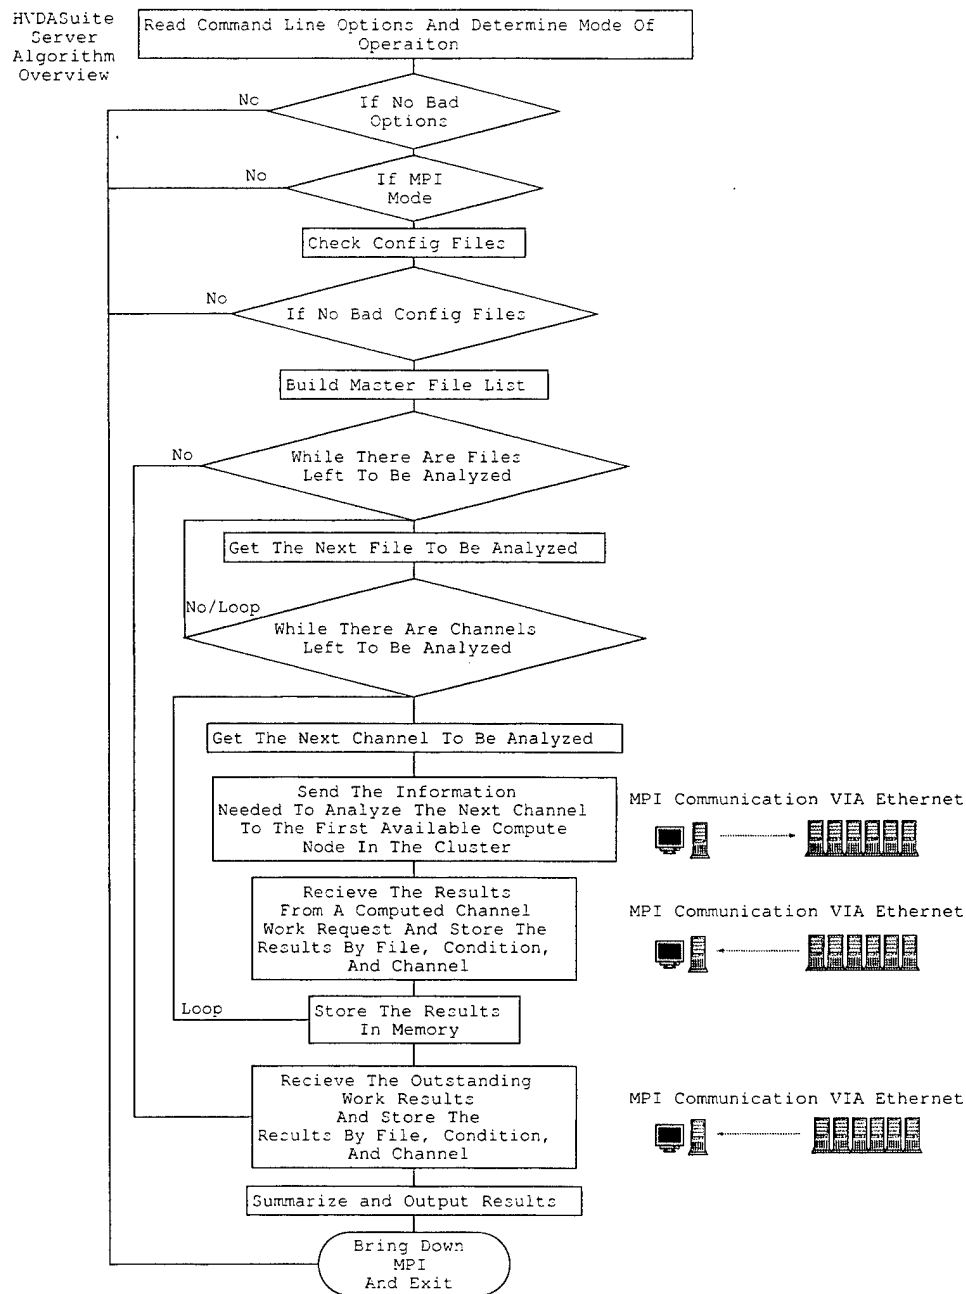 HVDASuite
Server
Algorithm
Overview
Read Command Line Options And Determine Mode Of
Operaiton
No
If No Bad
Options
No
If MPI
Mode
Check Config Files
No
If No Bad Config Files
Build Master File List
No
While There Are Files
Left To Be Analyzed
Get The Next File To Be Analyzed
No/Loop
While There Are Channels
Left To Be Analyzed
Get The Next Channel To Be Analyzed
Send The Information
Needed To Analyze The Next Channel
To The First Available Compute
Node In The Cluster
MPI Communication VIA Ethernet
Recieve The Results
From A Computed Channel
Work Request And Store The
Results By File, Condition,
And Channel
MPI Communication VIA Ethernet
Loop
Store The Results
In Memory
Recieve The Outstanding
Work Results
And Store The
Results By File, Condition,
And Channel
MPI Communication VIA Ethernet
Summarize and Output Results
Bring Down
MPI
And Exit